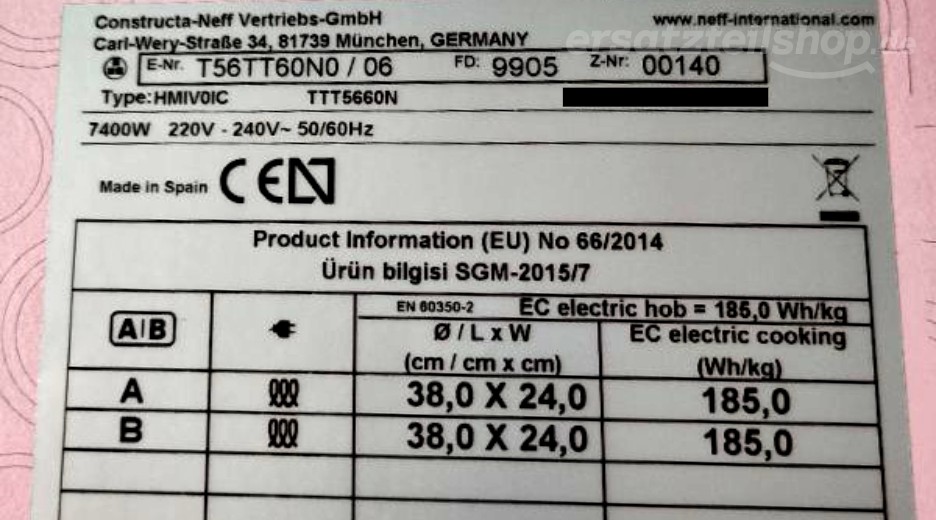 Constructa-Neff Vertriebs-GmbH www.neff-international.com
Carl-Wery-Straße 34, 81739 München, GERMANY
ersatzteilshop.de
E-Nr. T56TT60N0 / 06 FD: 9905 Z-Nr: 00140
Type:HMIV0IC TTT5660N
7400W 220V - 240V~ 50/60Hz
Made in Spain CE
Product Information (EU) No 66/2014
Ürün bilgisi SGM-2015/7
A|B EN 60350-2 EC electric hob = 185,0 Wh/kg
Ø / L x W EC electric cooking
(cm / cm x cm) (Wh/kg)
A 38,0 X 24,0 185,0
B 38,0 X 24,0 185,0